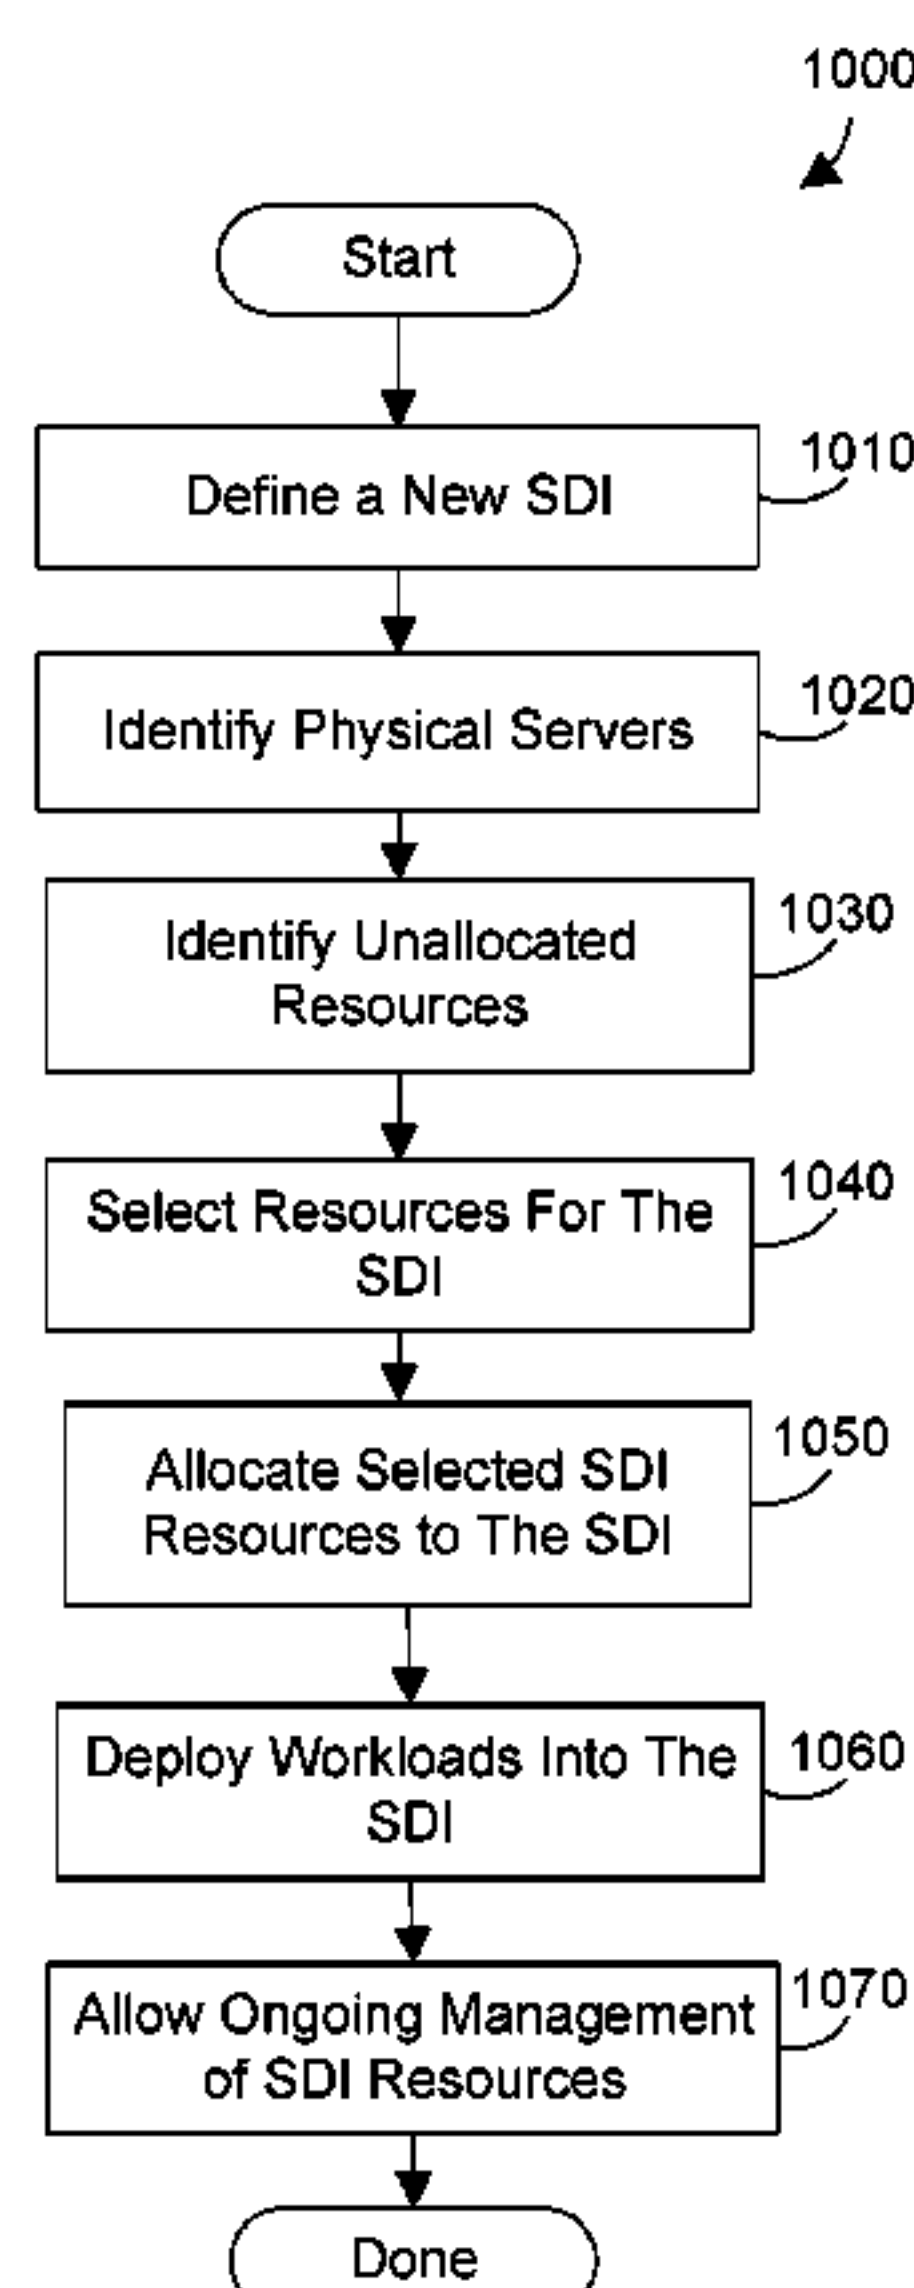 1000
Start
Define a New SDI
1010
Identify Physical Servers
1020
Identify Unallocated
Resources
1030
Select Resources For The
SDI
1040
Allocate Selected SDI
Resources to The SDI
1050
Deploy Workloads Into The
SDI
1060
Allow Ongoing Management
of SDI Resources
1070
Done